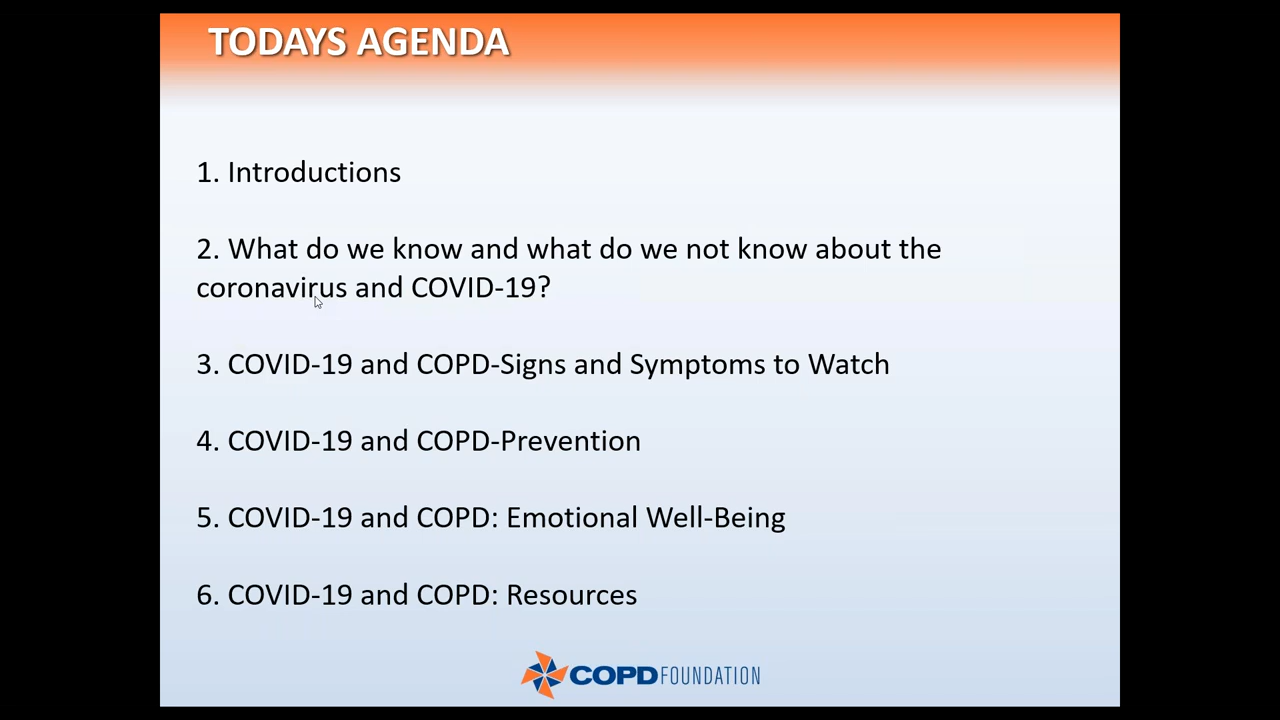 TODAYS AGENDA
1. Introductions
2. What do we know and what do we not know about the
coronavirus and COVID-19?
3. COVID-19 and COPD-Signs and Symptoms to Watch
4. COVID-19 and COPD-Prevention
5. COVID-19 and COPD: Emotional Well-Being
6. COVID-19 and COPD: Resources
COPDFOUNDATION